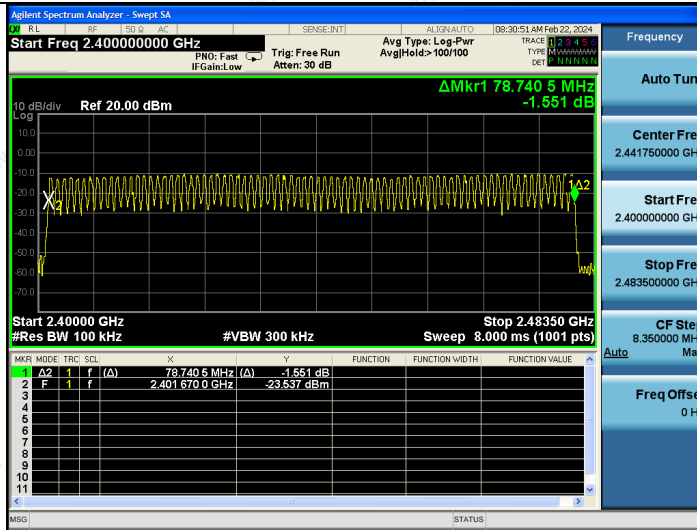 Agilent Spectrum Analyzer - Swept SA
LXI RL RF 50 Ω AC SENSE:INT ALIGN AUTO 08:30:51 AM Feb 22, 2024
Start Freq 2.400000000 GHz
PNO: Fast
IFGain:Low
Trig: Free Run
Atten: 30 dB
Avg Type: Log-Pwr
Avg|Hold:> 100/100
TRACE 1 2 3 4 5 6
TYPE M
DET P N N N N N
ΔMkr1 78.740 5 MHz
-1.551 dB
10 dB/div Ref 20.00 dBm
Log
10.0
0.00
-10.0
-20.0
-30.0
-40.0
-50.0
-60.0
-70.0
2
1Δ2
Start 2.40000 GHz Stop 2.48350 GHz
#Res BW 100 kHz #VBW 300 kHz Sweep 8.000 ms (1001 pts)
MKR MODE TRC SCL X Y FUNCTION FUNCTION WIDTH FUNCTION VALUE
1 Δ2 1 f (Δ) 78.740 5 MHz (Δ) -1.551 dB
2 F 1 f 2.401 670 0 GHz -23.537 dBm
3
4
5
6
7
8
9
10
11
MSG STATUS
Frequency
Auto Tun
Center Fre
2.441750000 GH
Start Fre
2.400000000 GH
Stop Fre
2.483500000 GH
CF Ste
8.350000 MH
Auto Ma
Freq Offse
0 H